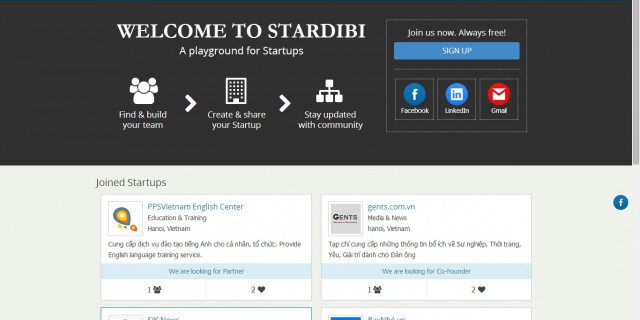 WELCOME TO STARDIBI
A playground for Startups
Find & build
your team
Create & share
your Startup
Stay updated
with community
Join us now. Always free!
SIGN UP
Facebook
LinkedIn
Gmail
Joined Startups
PPSVietnam English Center
Education & Training
Hanoi, Vietnam
Cung cấp dịch vụ đào tạo tiếng Anh cho cá nhân, tổ chức. Provide
English language training service.
We are looking for Partner
1
2
GENTS
gents.com.vn
Media & News
hanoi, Vietnam
Tạp chí cung cấp những thông tin bổ ích về Sự nghiệp, Thời trang,
Yêu, Giải trí dành cho Đàn ông
We are looking for Co-Founder
1
2